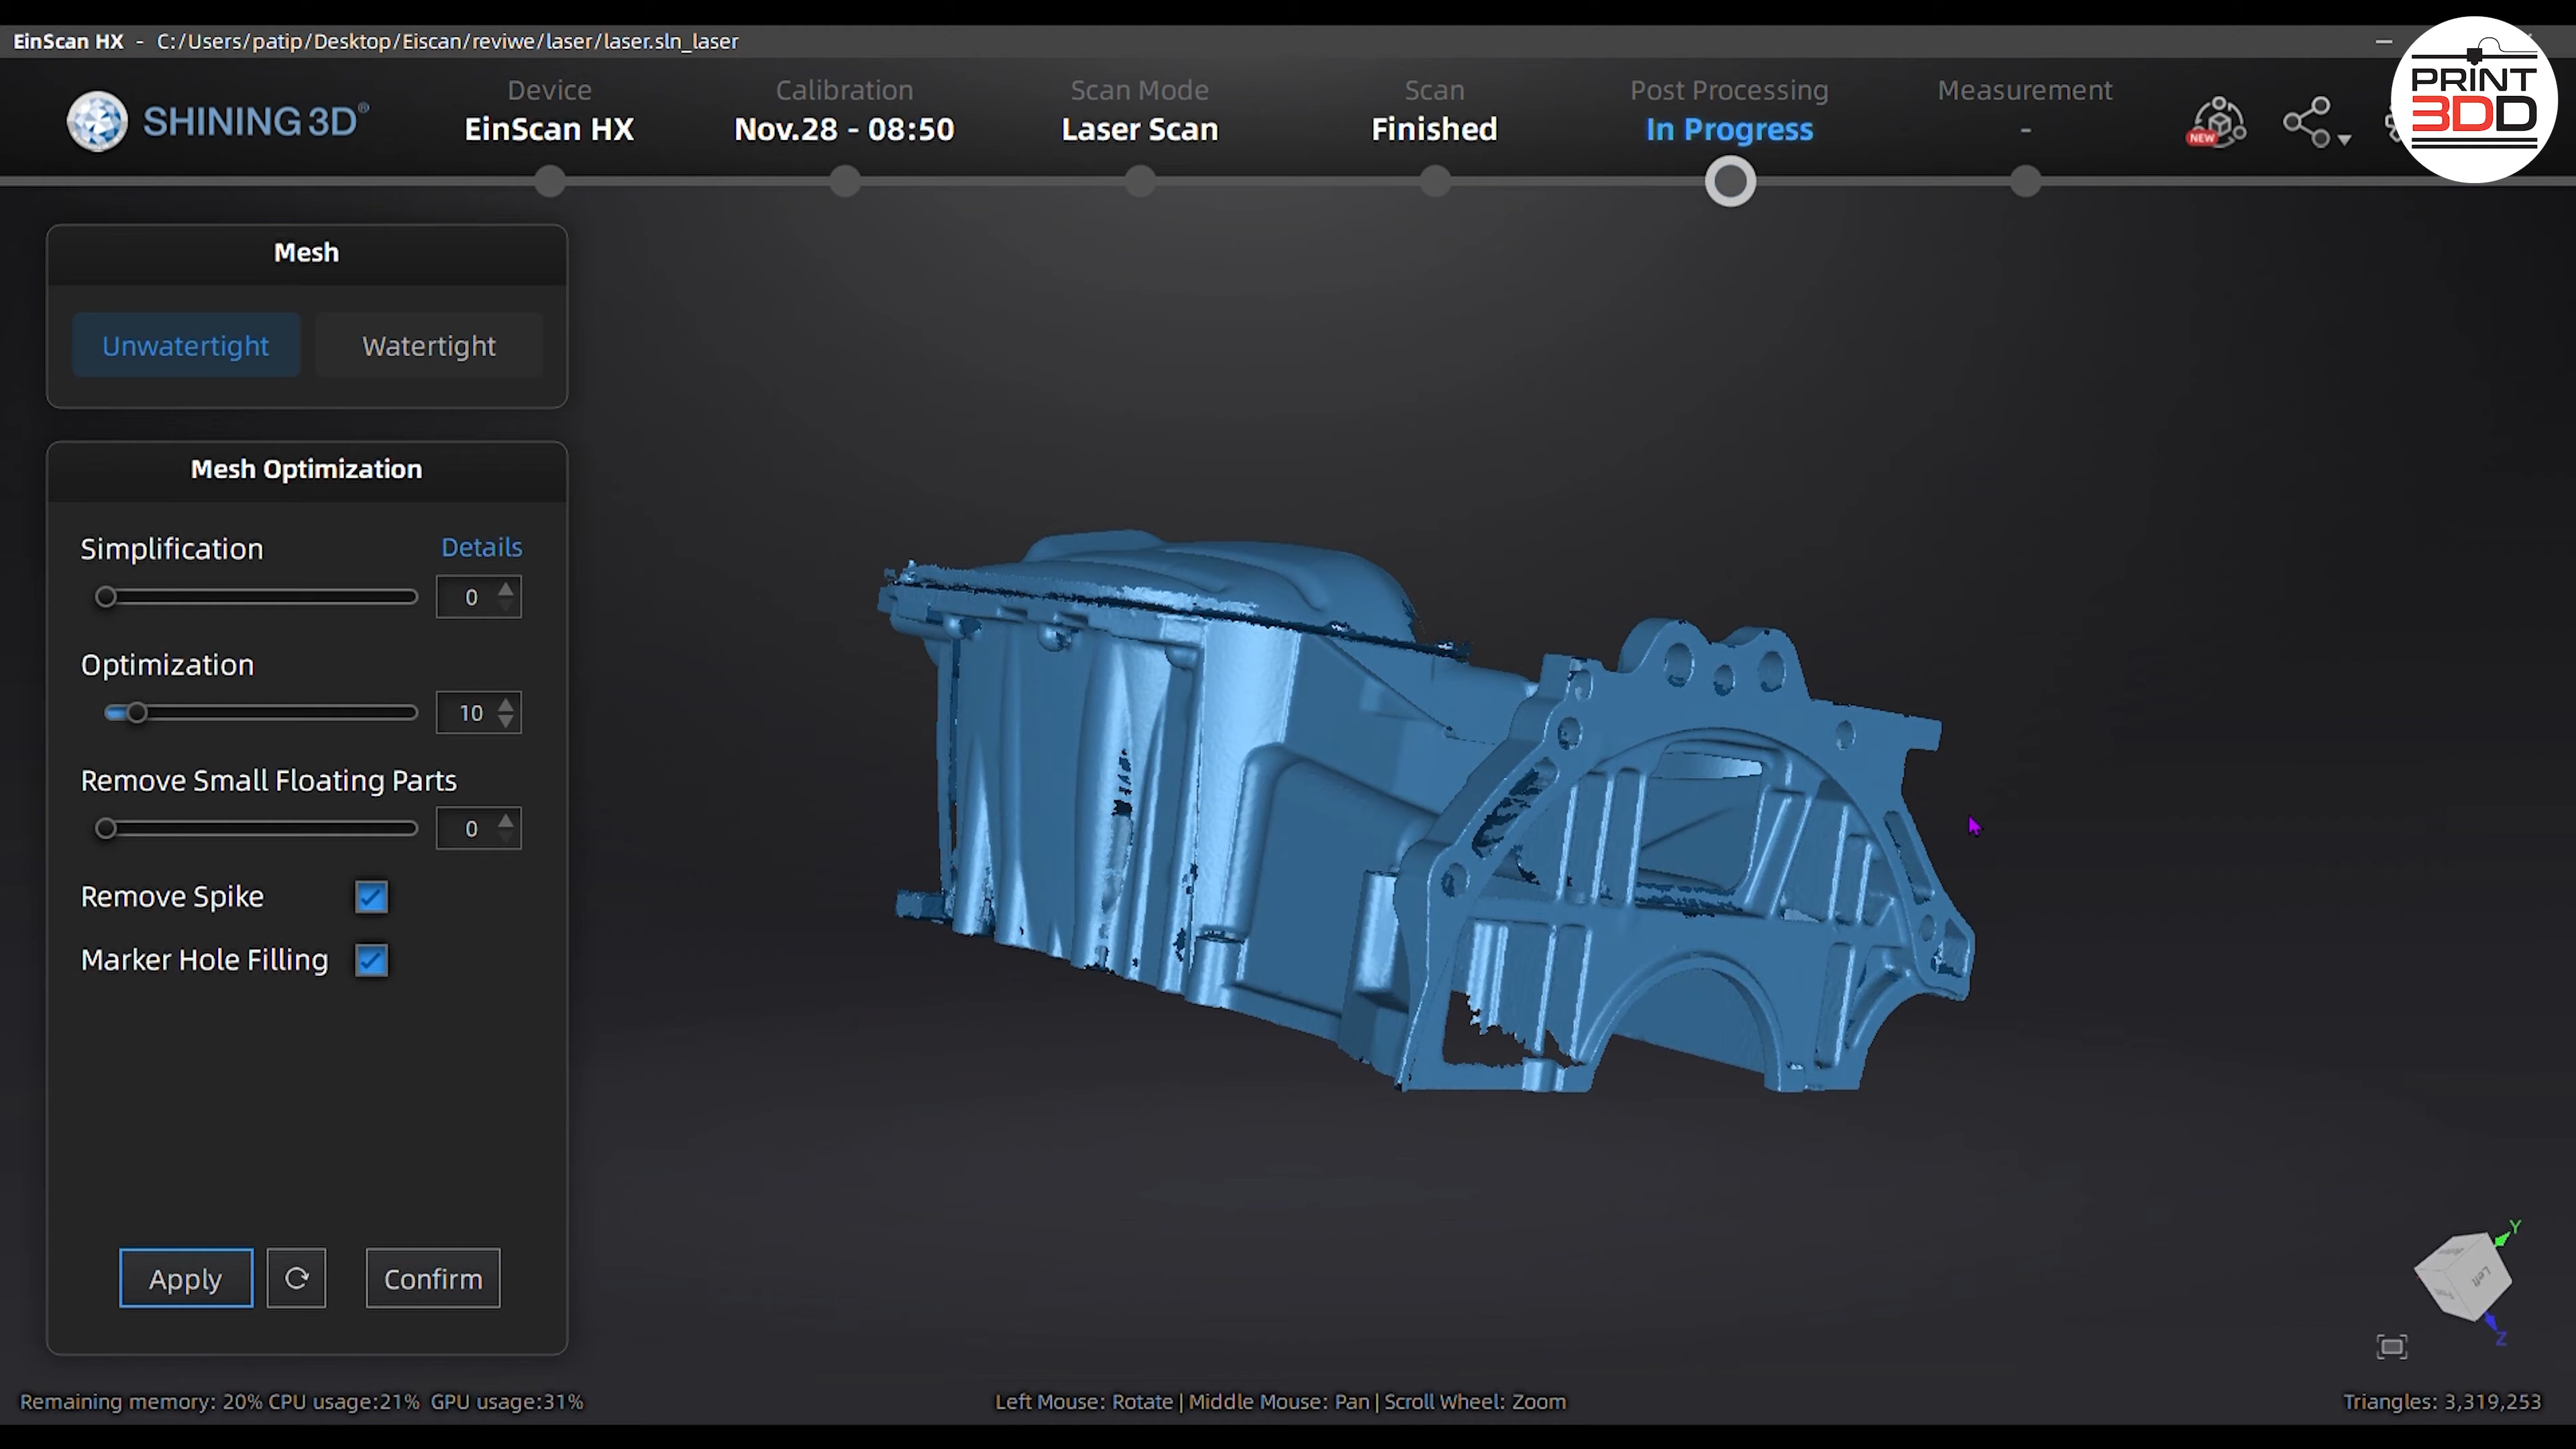 EinScan HX - C:/Users/patip/Desktop/Eiscan/reviwe/laser/laser.sln_laser
PRINT
3DD
SHINING 3D®
Device
EinScan HX
Calibration
Nov.28 - 08:50
Scan Mode
Laser Scan
Scan
Finished
Post Processing
In Progress
Measurement
-
NEW
Mesh
Unwatertight
Watertight
Mesh Optimization
Simplification
Details
0
Optimization
10
Remove Small Floating Parts
0
Remove Spike
Marker Hole Filling
Apply
Confirm
Y
Left
Z
Remaining memory: 20% CPU usage:21% GPU usage:31%
Left Mouse: Rotate | Middle Mouse: Pan | Scroll Wheel: Zoom
Triangles: 3,319,253